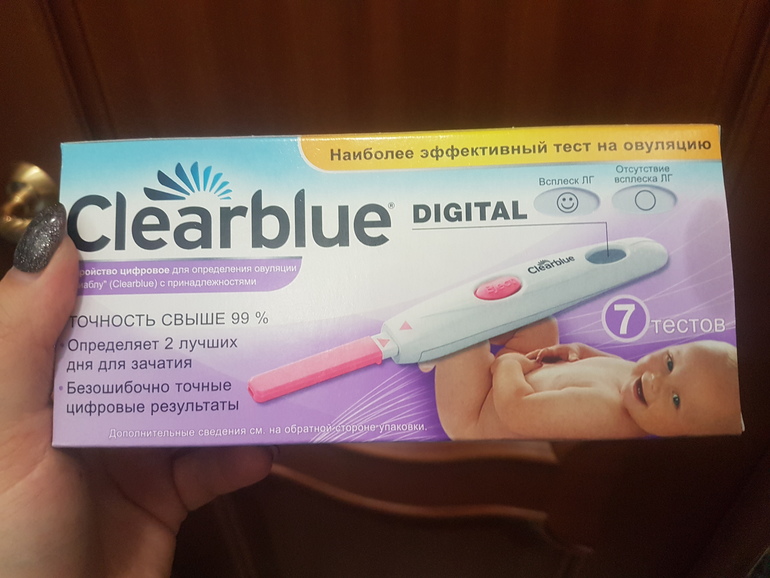 Наиболее эффективный тест на овуляцию
Clearblue®
DIGITAL
Всплеск ЛГ
Отсутствие
всплеска ЛГ
цифровое для определения овуляции
(Clearblue) с принадлежностями
Clearblue
ТОЧНОСТЬ СВЫШЕ 99 %
Определяет 2 лучших
дня для зачатия
7 тестов
Безошибочно точные
цифровые результаты
Дополнительные сведения см. на обратной стороне упаковки.